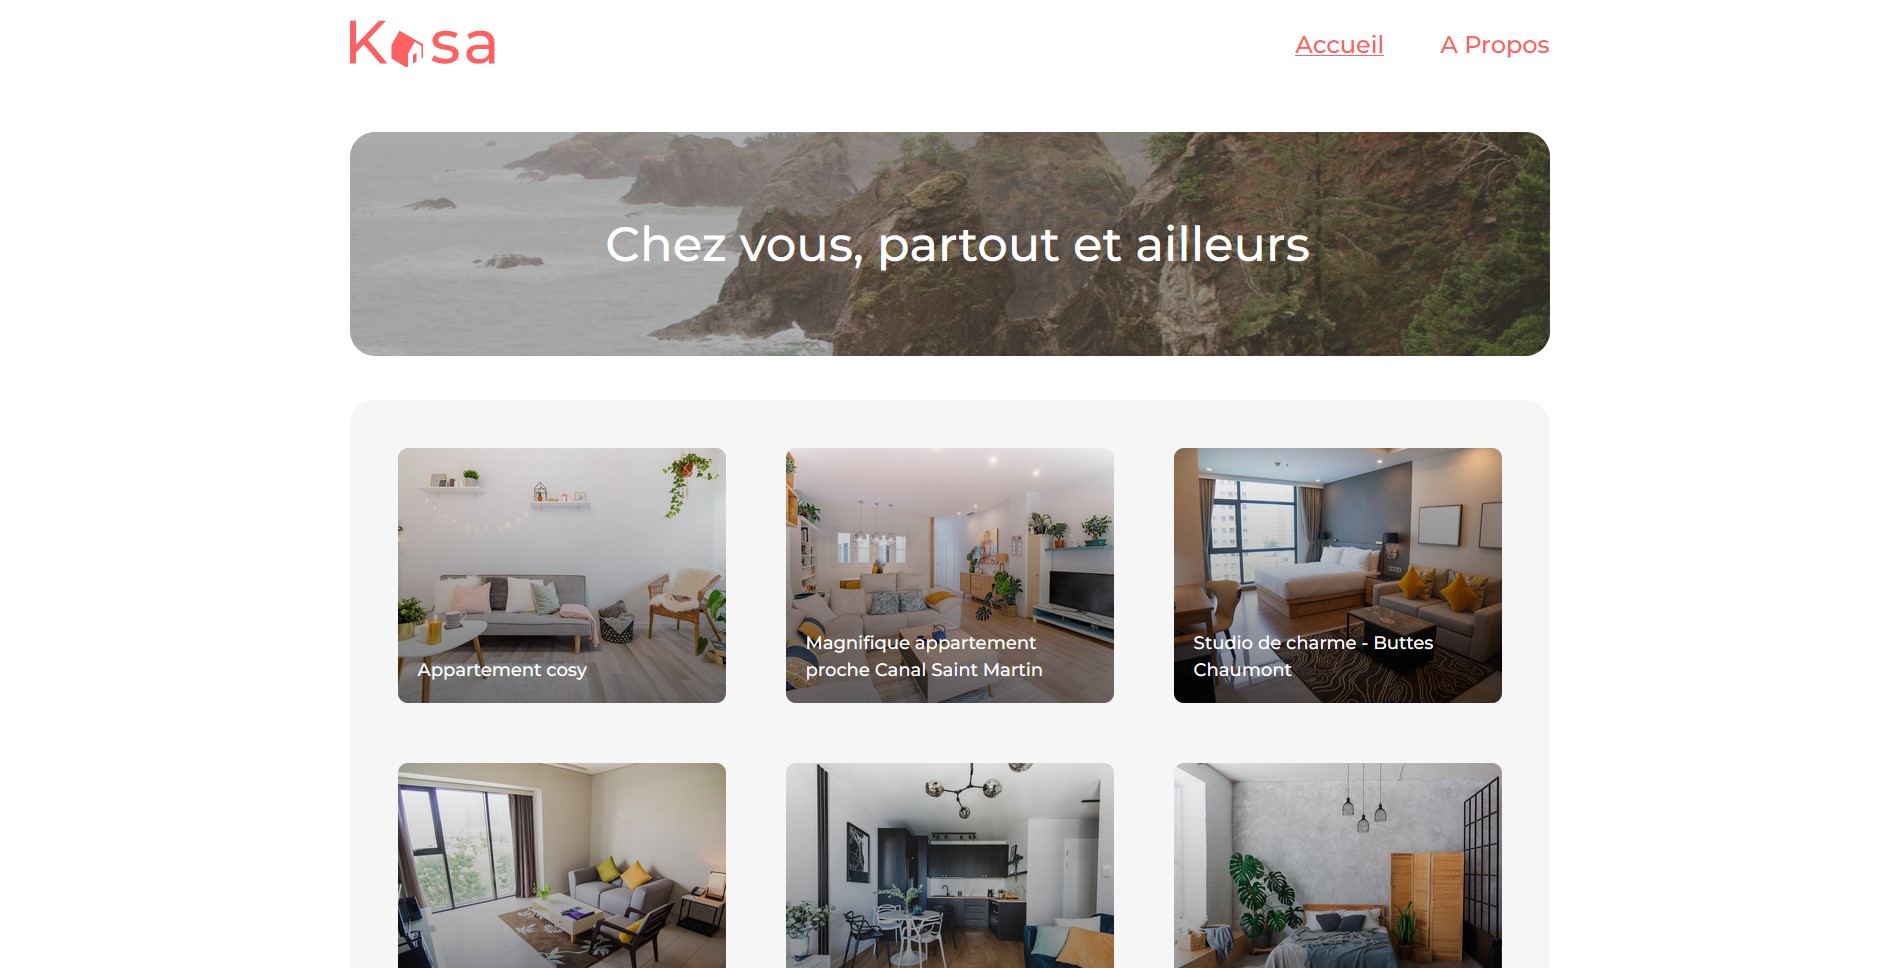 Kasa
Accueil
A Propos
Chez vous, partout et ailleurs
Appartement cosy
Magnifique appartement
proche Canal Saint Martin
Studio de charme - Buttes
Chaumont